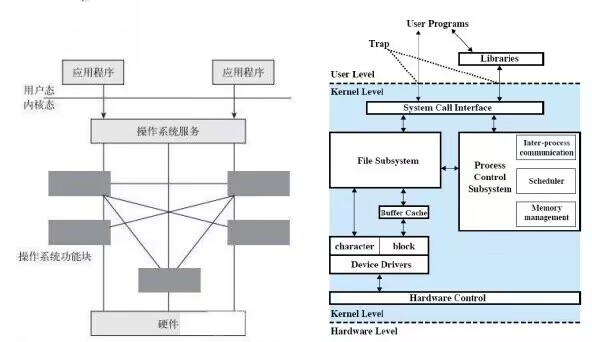 应用程序
应用程序
用户态
内核态
操作系统服务
操作系统功能块
硬件
User Programs
Trap
Libraries
User Level
Kernel Level
System Call Interface
File Subsystem
Process
Control
Subsystem
Inter-process
communication
Scheduler
Memory
management
Buffer Cache
character
block
Device Drivers
Hardware Control
Kernel Level
Hardware Level